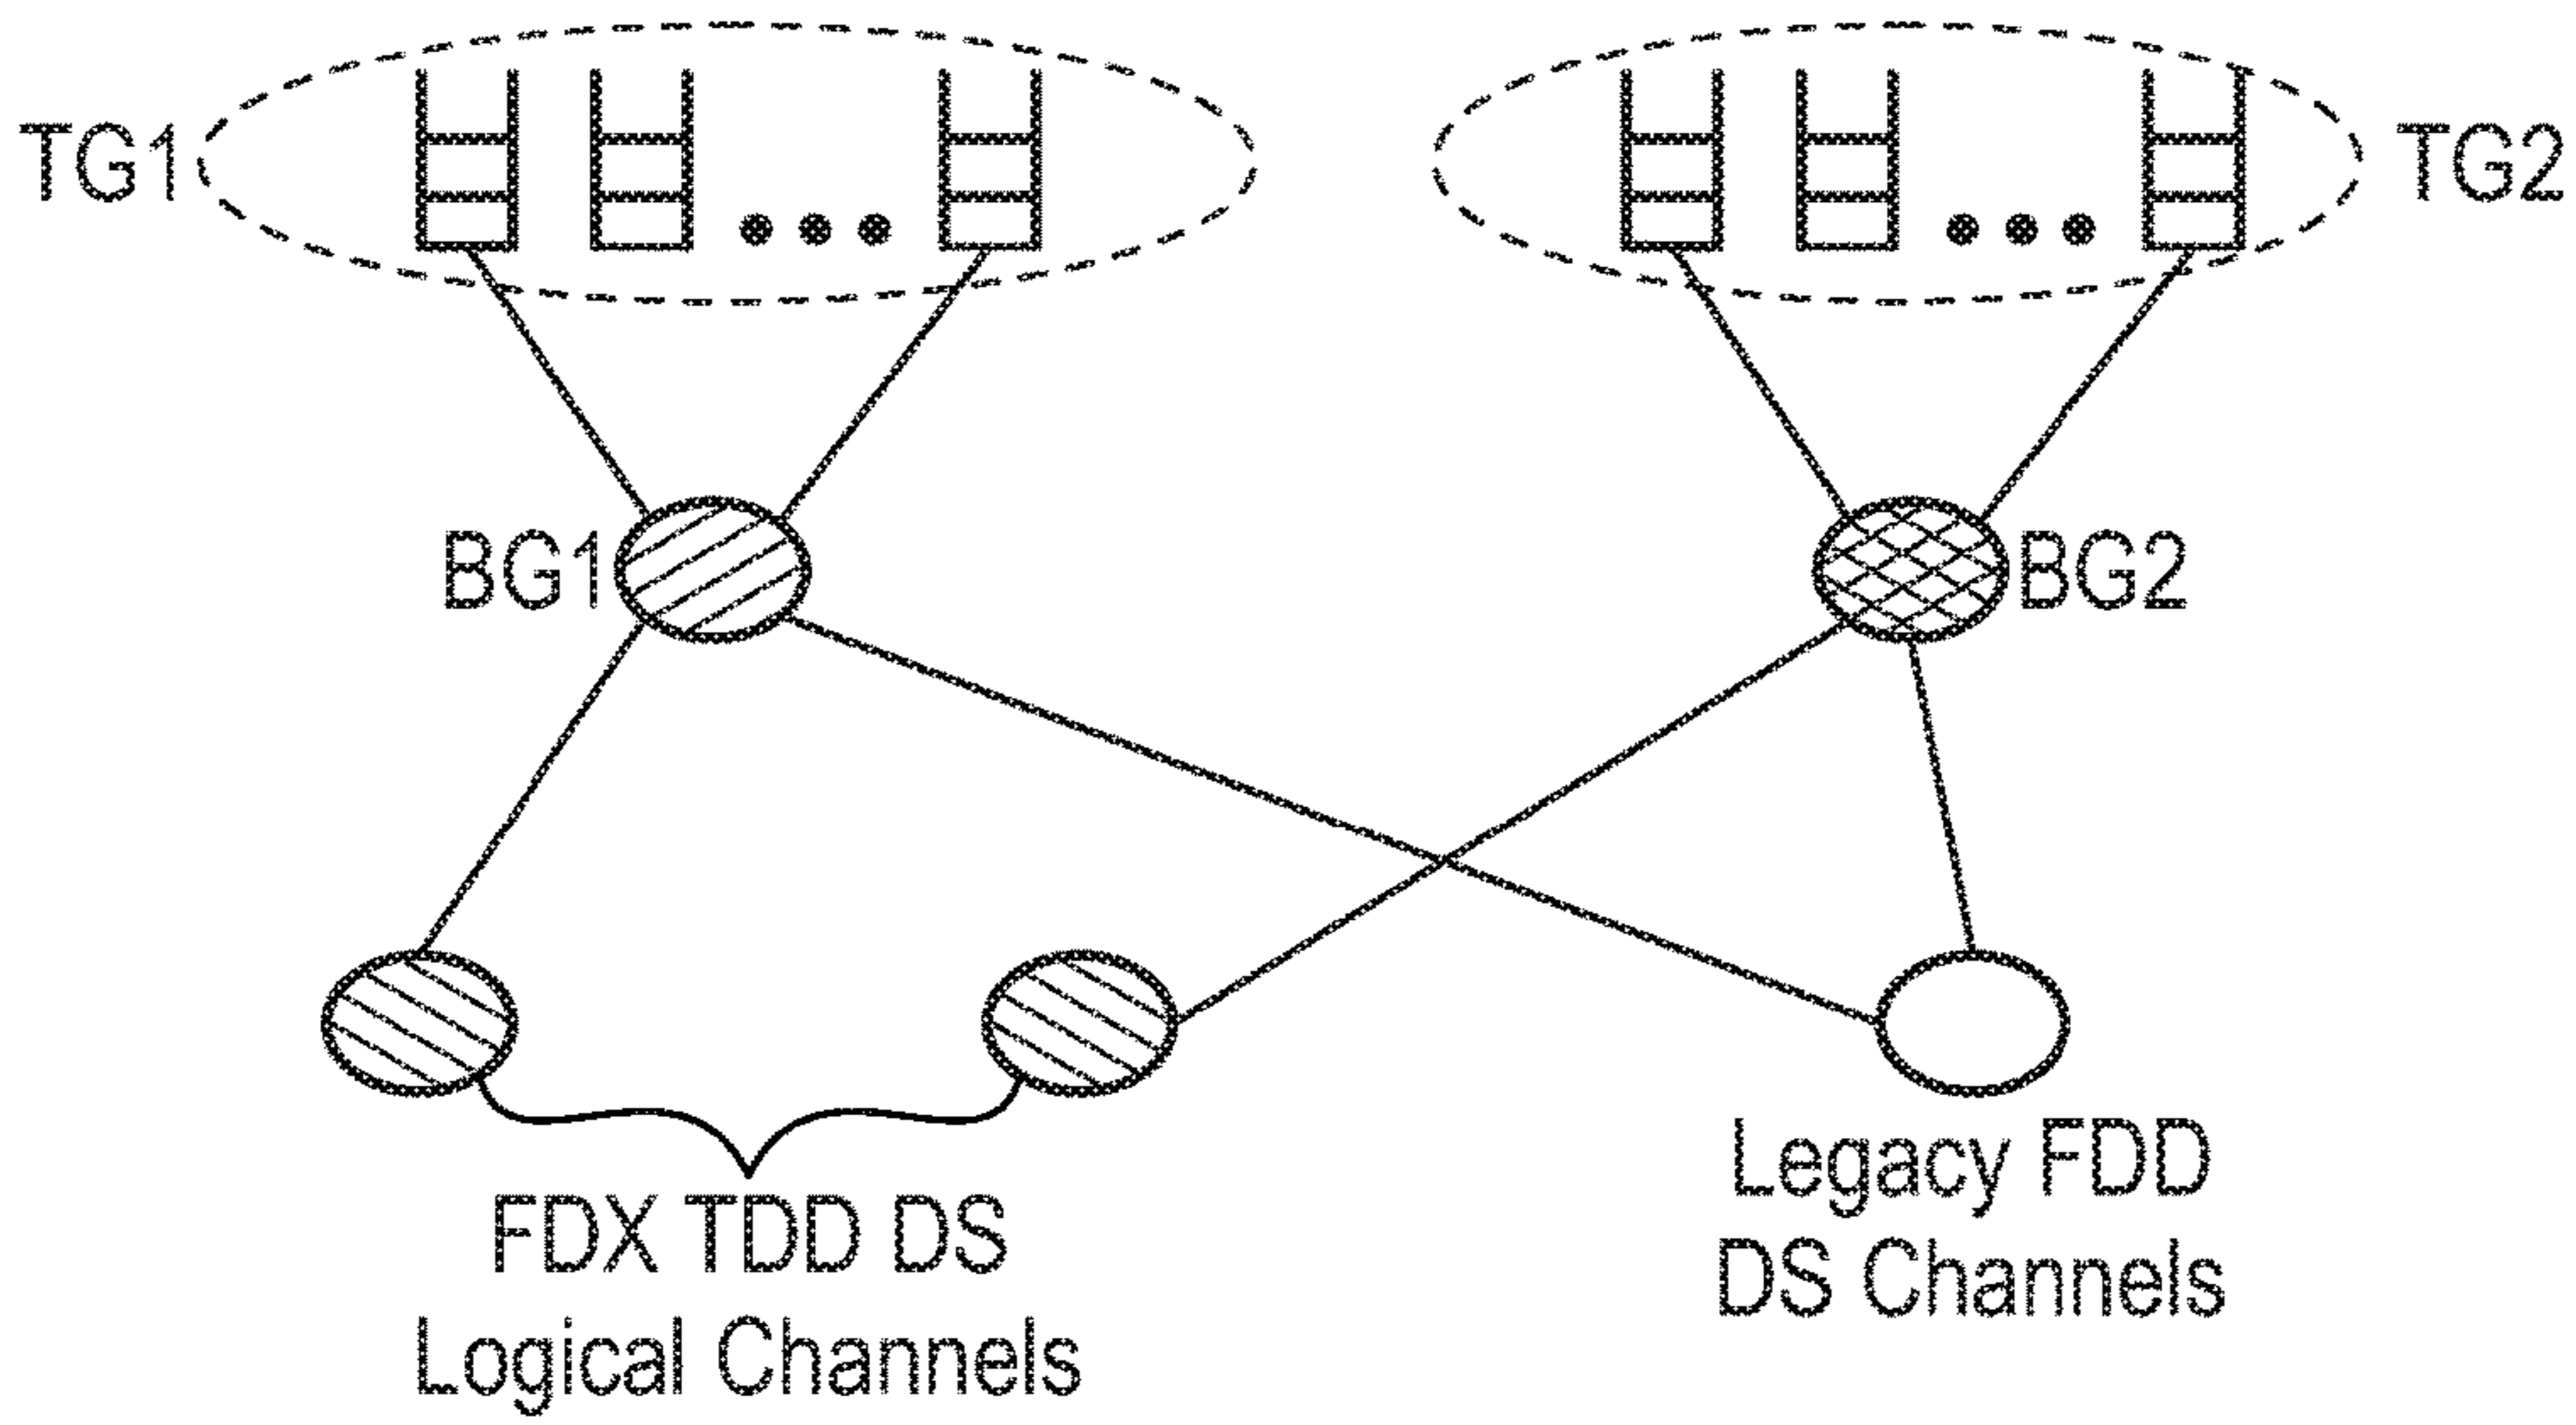 TG1
TG2
BG1
BG2
FDX TDD DS
Logical Channels
Legacy FDD
DS Channels